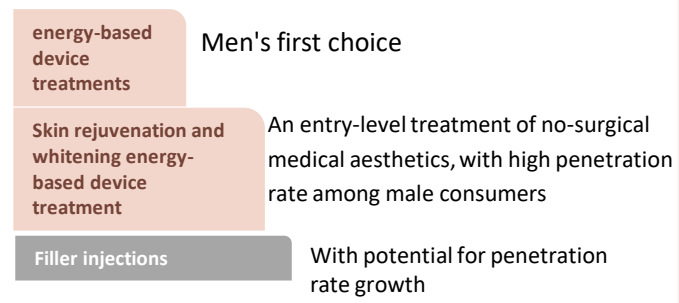 energy-based
device
treatments
Men's first choice
Skin rejuvenation and
whitening energy-
based device
treatment
An entry-level treatment of no-surgical
medical aesthetics, with high penetration
rate among male consumers
Filler injections
With potential for penetration
rate growth